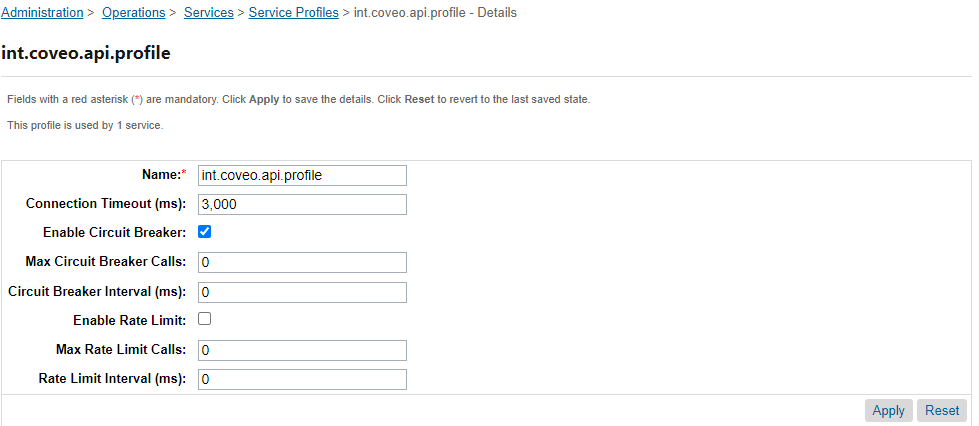 Administration > Operations > Services > Service Profiles > int.coveo.api.profile - Details
int.coveo.api.profile
Fields with a red asterisk (*) are mandatory. Click Apply to save the details. Click Reset to revert to the last saved state.
This profile is used by 1 service.
Name:* int.coveo.api.profile
Connection Timeout (ms): 3,000
Enable Circuit Breaker:
Max Circuit Breaker Calls: 0
Circuit Breaker Interval (ms): 0
Enable Rate Limit:
Max Rate Limit Calls: 0
Rate Limit Interval (ms): 0
Apply Reset